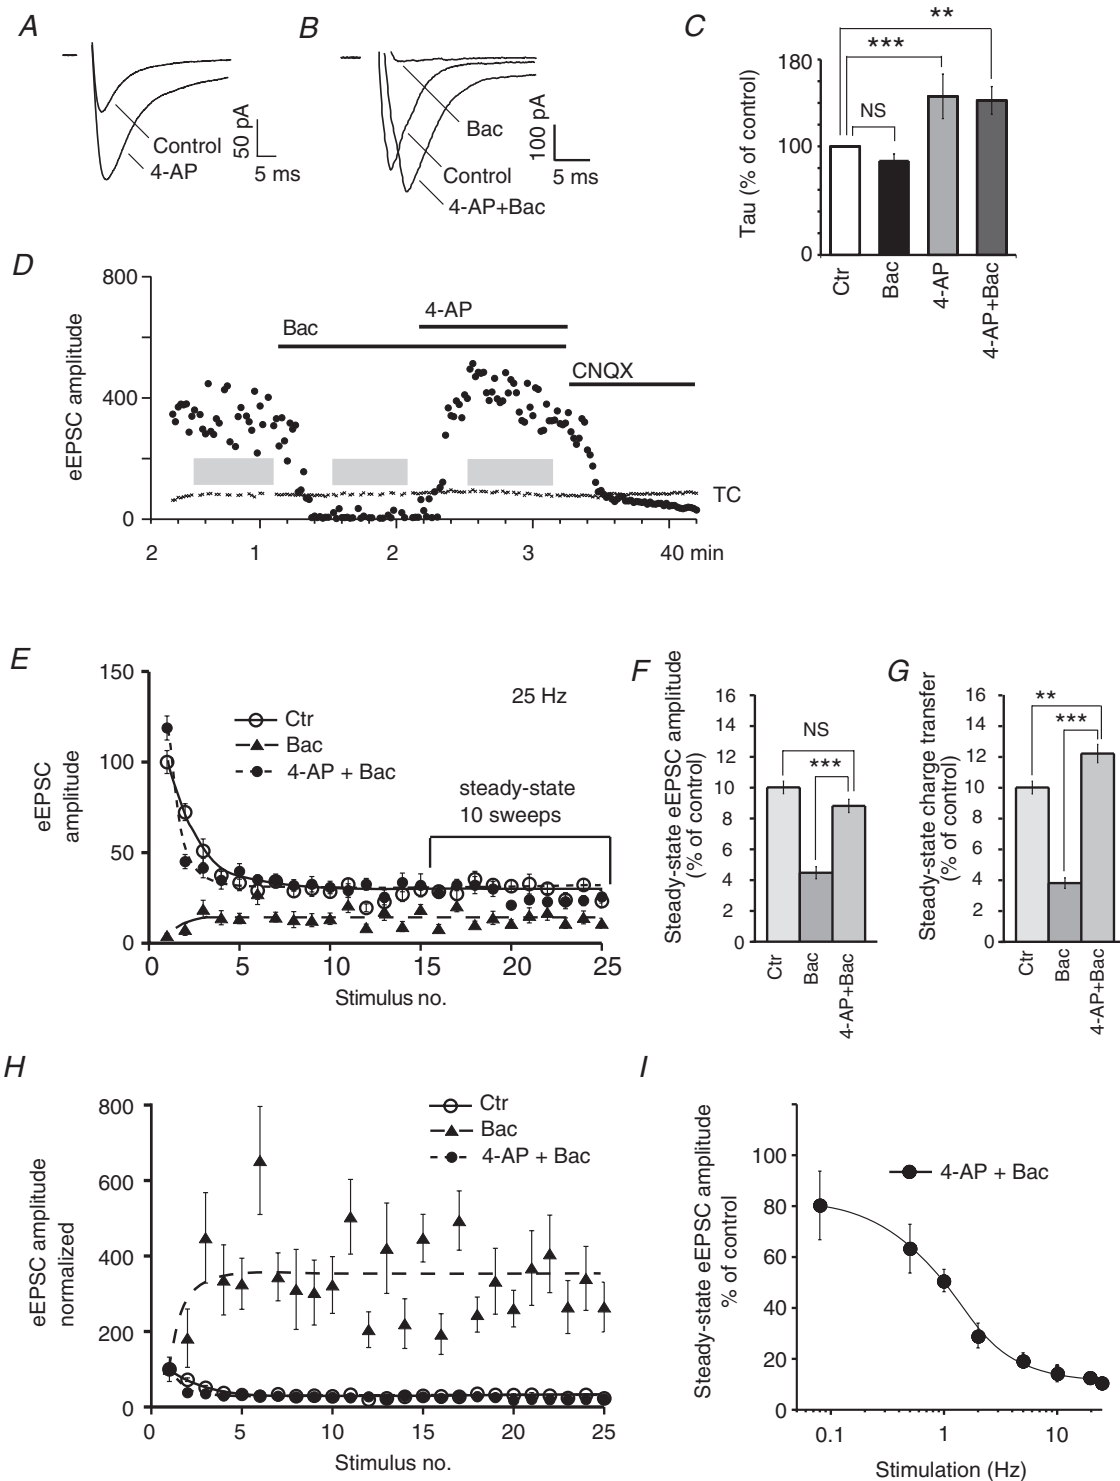 A
Control
4-AP
50 pA
5 ms
B
Bac
Control
4-AP+Bac
100 pA
5 ms
C
Tau (% of control)
180
100
0
NS
***
**
Ctr
Bac
4-AP
4-AP+Bac
D
eEPSC amplitude
800
400
0
Bac
4-AP
CNQX
TC
2
1
2
3
40 min
E
eEPSC
amplitude
150
100
50
0
25 Hz
Ctr
Bac
4-AP + Bac
steady-state
10 sweeps
0
5
10
15
20
25
Stimulus no.
F
Steady-state eEPSC amplitude
(% of control)
16
14
12
10
8
6
4
2
0
NS
***
Ctr
Bac
4-AP+Bac
G
Steady-state charge transfer
(% of control)
16
14
12
10
8
6
4
2
0
**
***
Ctr
Bac
4-AP+Bac
H
eEPSC amplitude
normalized
800
600
400
200
0
Ctr
Bac
4-AP + Bac
0
5
10
15
20
25
Stimulus no.
I
Steady-state eEPSC amplitude
% of control
100
80
60
40
20
0
4-AP + Bac
0.1
1
10
Stimulation (Hz)